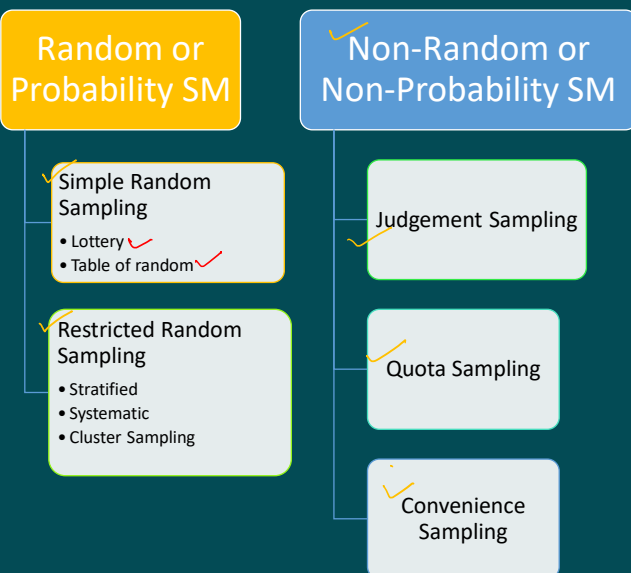 Random or
Probability SM
Simple Random
Sampling
• Lottery
• Table of random
Restricted Random
Sampling
• Stratified
• Systematic
• Cluster Sampling
Non-Random or
Non-Probability SM
Judgement Sampling
Quota Sampling
Convenience
Sampling